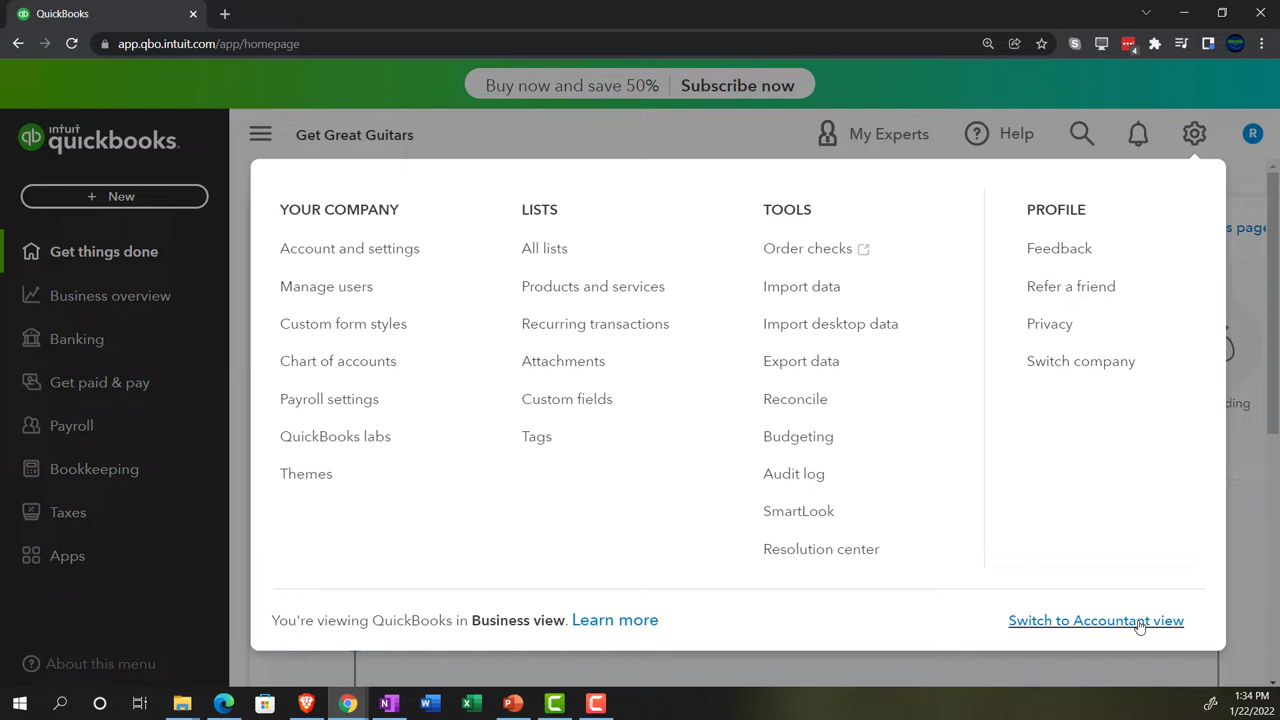 QuickBooks
app.qbo.intuit.com/app/homepage
4
Buy now and save 50% Subscribe now
qb intuit quickbooks.
Get Great Guitars
My Experts
Help
R
+ New
Get things done
Business overview
Banking
Get paid & pay
Payroll
Bookkeeping
Taxes
Apps
About this menu
YOUR COMPANY
Account and settings
Manage users
Custom form styles
Chart of accounts
Payroll settings
QuickBooks labs
Themes
LISTS
All lists
Products and services
Recurring transactions
Attachments
Custom fields
Tags
TOOLS
Order checks
Import data
Import desktop data
Export data
Reconcile
Budgeting
Audit log
SmartLook
Resolution center
PROFILE
Feedback
Refer a friend
Privacy
Switch company
s page
ding
You're viewing QuickBooks in Business view. Learn more
Switch to Accountant view
1:34 PM
1/22/2022